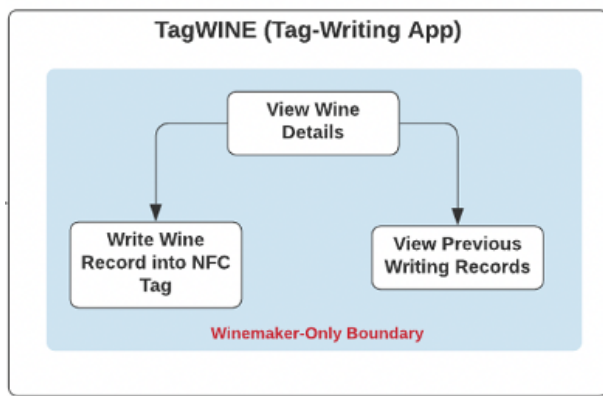 TagWINE (Tag-Writing App)
View Wine
Details
Write Wine
Record into NFC
Tag
View Previous
Writing Records
Winemaker-Only Boundary